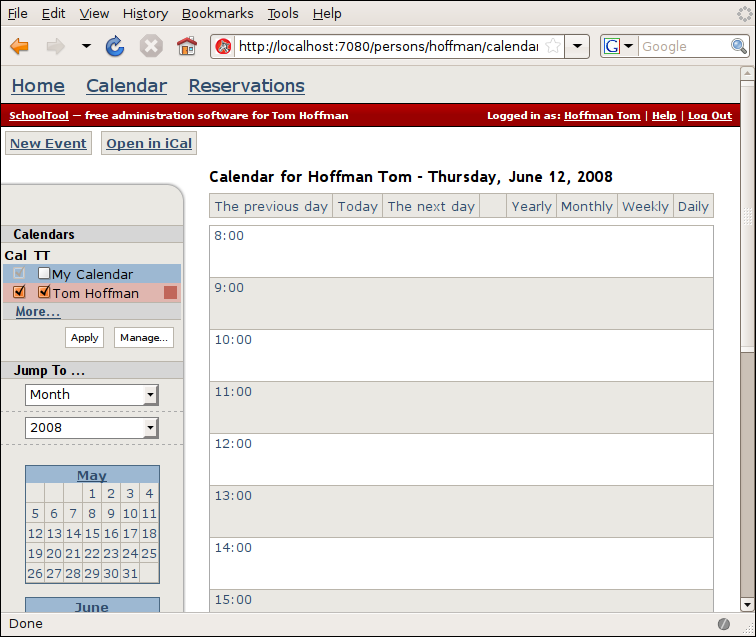 File Edit View History Bookmarks Tools Help
http://localhost:7080/persons/hoffman/calendar
G Google
Home Calendar Reservations
SchoolTool — free administration software for Tom Hoffman Logged in as: Hoffman Tom | Help | Log Out
New Event Open in iCal
Calendar for Hoffman Tom - Thursday, June 12, 2008
The previous day Today The next day Yearly Monthly Weekly Daily
Calendars
Cal TT
My Calendar
Tom Hoffman
More...
Apply Manage...
Jump To ...
Month
2008
May
1 2 3 4
5 6 7 8 9 10 11
12 13 14 15 16 17 18
19 20 21 22 23 24 25
26 27 28 29 30 31
June
8:00
9:00
10:00
11:00
12:00
13:00
14:00
15:00
Done